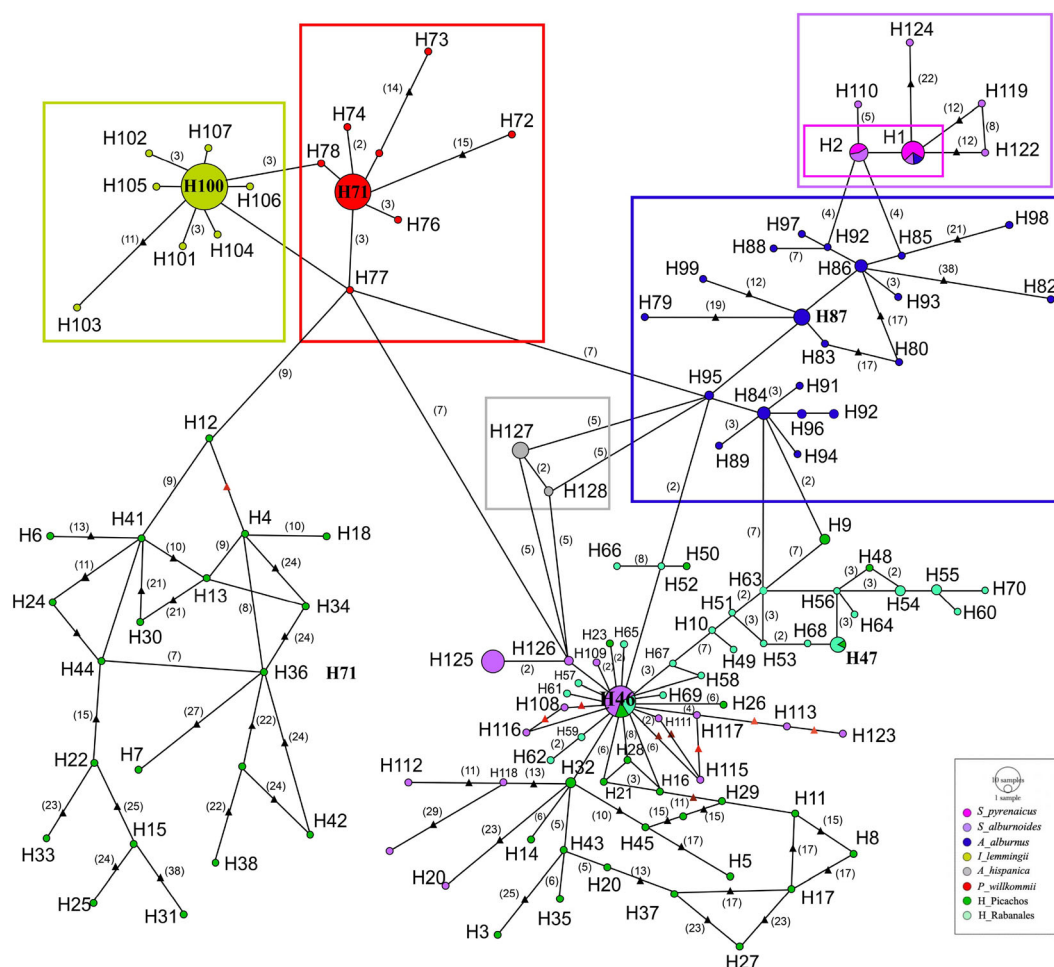 H124
H73
(14)
(22)
H110
H119
(12)
(5)
(8)
H1
H2
(12)
H122
H74
H72
(2)
(15)
H78
H71
(3)
H76
(3)
H102
H107
(3)
(3)
H105
H100
H106
(11)
(3)
H104
H101
H103
H77
(4)
(4)
H97
H98
H92
(21)
H88
(7)
H85
H86
(38)
H99
(3)
H82
(12)
H93
H79
(19)
H87
(17)
H83
H80
(17)
(7)
(9)
H95
(7)
H91
H84
(3)
H92
(3)
H96
H89
H94
(5)
H127
(2)
(5)
H128
(2)
(2)
(5)
(5)
H12
(9)
H6
(13)
H41
H4
(10)
H18
(11)
(10)
(9)
(24)
(21)
H13
H24
(21)
(8)
H34
H30
(24)
H44
(7)
H36
H71
(15)
(27)
(22)
(24)
H7
H22
(24)
(25)
(23)
(22)
H42
H33
H15
H38
(24)
(38)
H25
H31
(7)
H9
(7)
H66
(8)
H50
H52
H63
(2)
H48
(3)
(2)
(3)
H55
H70
H56
H54
H60
H51
(3)
H64
(3)
H10
(3)
(2)
H68
H53
H47
(7)
H49
H125
(2)
H126
H23
H65
H109
(2)
(2)
H67
(3)
H58
H57
H61
H46
H69
(6)
H26
H108
H116
(2)
H111
(4)
H117
H113
H123
H59
(2)
H62
(6)
(8)
(6)
H28
H115
H112
(11)
H118
(13)
H32
H21
(3)
H16
(11)
H29
(15)
(15)
H11
(15)
H8
(29)
(23)
(6)
(10)
H45
(17)
H5
(17)
(17)
H14
(5)
H43
H20
(5)
H20
(13)
(17)
H17
(25)
(6)
H37
H3
H35
(23)
(23)
H27
10 samples
1 sample
S_pyrenaicus
S_alburnoides
A_alburnus
I_lemmingii
A_hispanica
P_willkommii
H_Picachos
H_Rabanales